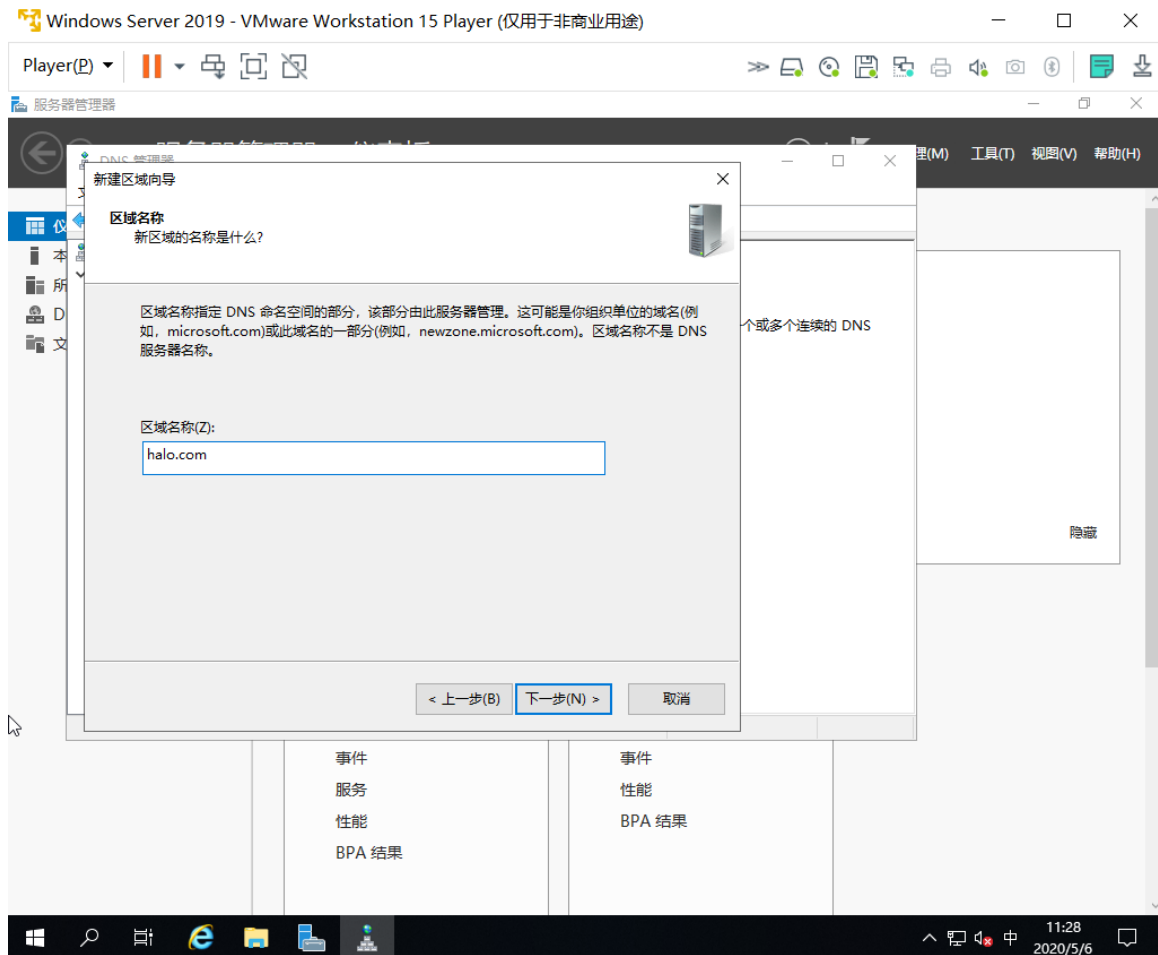 Windows Server 2019 - VMware Workstation 15 Player (仅用于非商业用途)
Player(P)
服务器管理器
DNS 管理器
理(M) 工具(T) 视图(V) 帮助(H)
新建区域向导
区域名称
新区域的名称是什么?
仪
本
所
D
文
区域名称指定 DNS 命名空间的部分，该部分由此服务器管理。这可能是你组织单位的域名(例
如，microsoft.com)或此域名的一部分(例如，newzone.microsoft.com)。区域名称不是 DNS
服务器名称。
个或多个连续的 DNS
区域名称(Z):
halo.com
隐藏
< 上一步(B) 下一步(N) > 取消
事件
服务
性能
BPA 结果
事件
性能
BPA 结果
中
11:28
2020/5/6